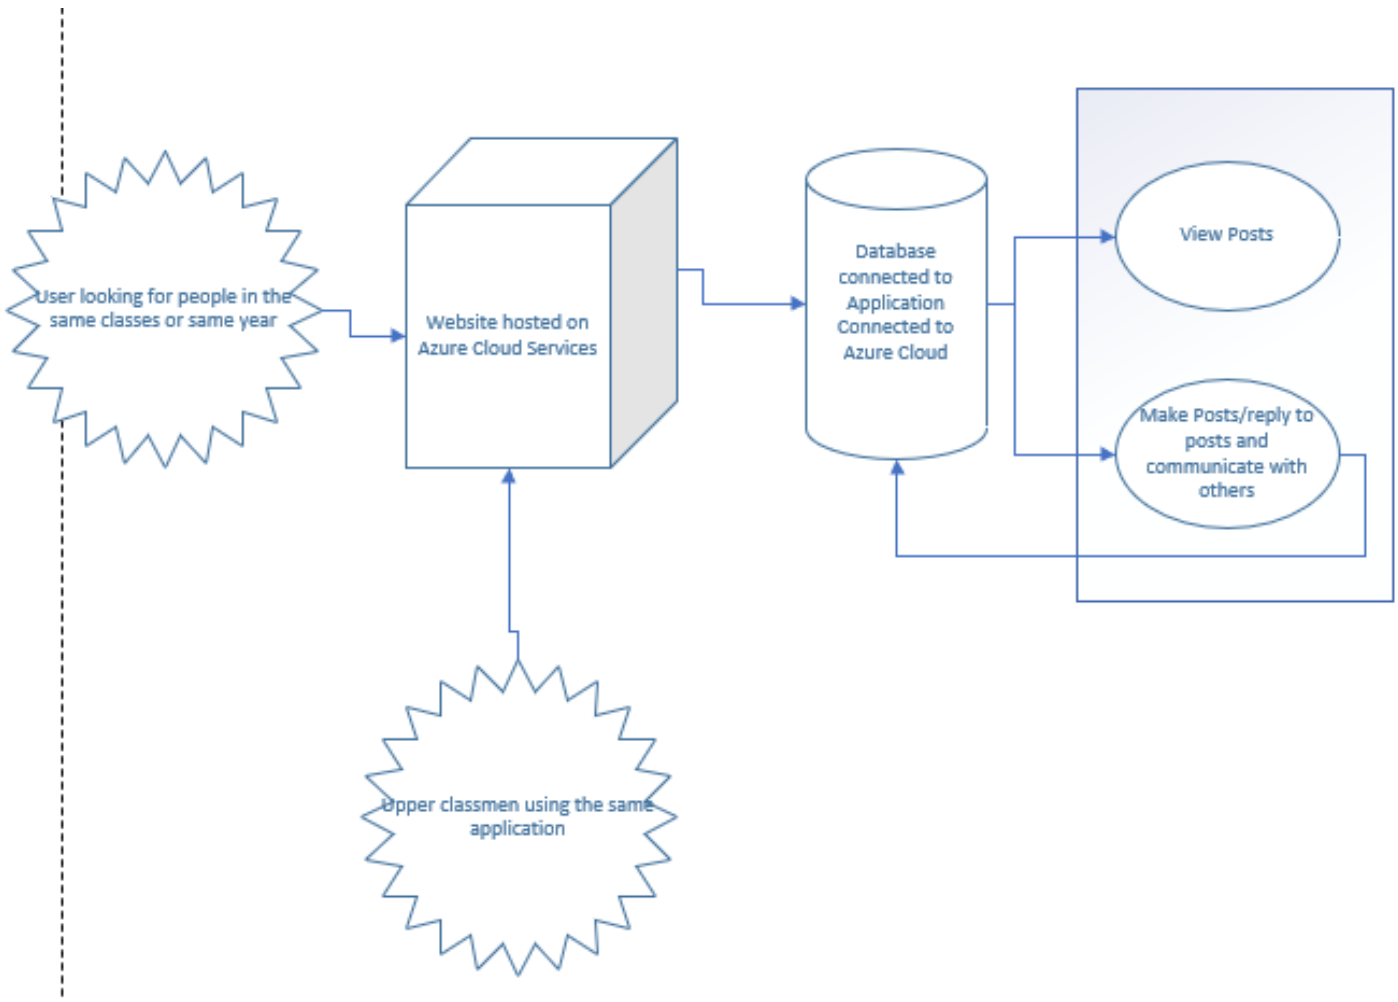 User looking for people in the
same classes or same year
Website hosted on
Azure Cloud Services
Database
connected to
Application
Connected to
Azure Cloud
View Posts
Make Posts/reply to
posts and
communicate with
others
Upper classmen using the same
application